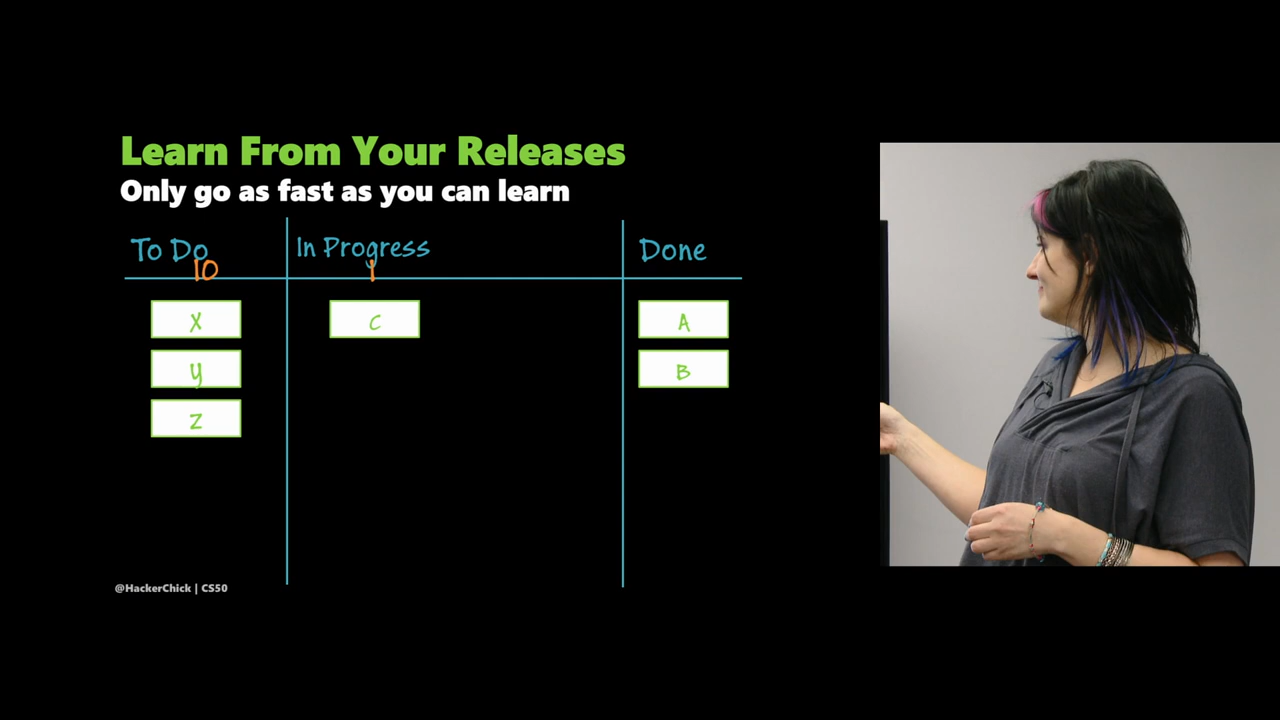 Learn From Your Releases
Only go as fast as you can learn
To Do
10
In Progress
1
Done
X
y
Z
C
A
B
@HackerChick | CS50